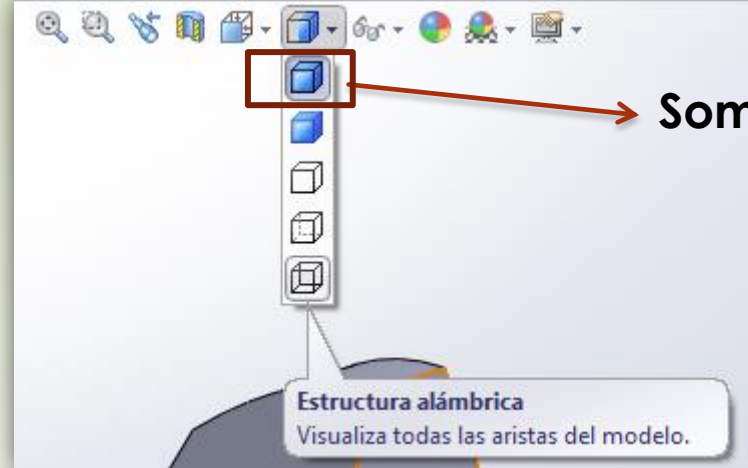 Som
Estructura alámbrica
Visualiza todas las aristas del modelo.